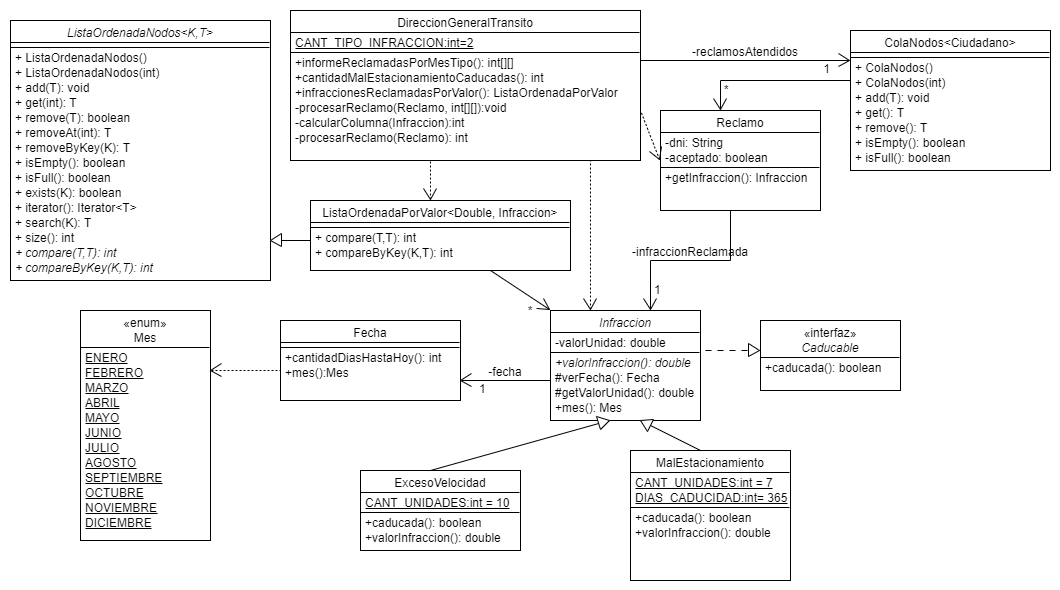 ListaOrdenadaNodos<K,T>
+ ListaOrdenadaNodos()
+ ListaOrdenadaNodos(int)
+ add(T): void
+ get(int): T
+ remove(T): boolean
+ removeAt(int): T
+ removeByKey(K): T
+ isEmpty(): boolean
+ isFull(): boolean
+ exists(K): boolean
+ iterator(): Iterator<T>
+ search(K): T
+ size(): int
+ compare(T,T): int
+ compareByKey(K,T): int
DireccionGeneralTransito
CANT_TIPO_INFRACCION:int=2
+informeReclamadasPorMesTipo(): int[][]
+cantidadMalEstacionamientoCaducadas(): int
+infraccionesReclamadasPorValor(): ListaOrdenadaPorValor
-procesarReclamo(Reclamo, int[][]):void
-calcularColumna(Infraccion):int
-procesarReclamo(Reclamo): int
-reclamosAtendidos
1
ColaNodos<Ciudadano>
+ ColaNodos()
+ ColaNodos(int)
+ add(T): void
+ get(): T
+ remove(): T
+ isEmpty(): boolean
+ isFull(): boolean
*
Reclamo
-dni: String
-aceptado: boolean
+getInfraccion(): Infraccion
ListaOrdenadaPorValor<Double, Infraccion>
+ compare(T,T): int
+ compareByKey(K,T): int
-infraccionReclamada
1
*
«enum»
Mes
ENERO
FEBRERO
MARZO
ABRIL
MAYO
JUNIO
JULIO
AGOSTO
SEPTIEMBRE
OCTUBRE
NOVIEMBRE
DICIEMBRE
Fecha
+cantidadDiasHastaHoy(): int
+mes():Mes
-fecha
1
Infraccion
-valorUnidad: double
+valorInfraccion(): double
#verFecha(): Fecha
#getValorUnidad(): double
+mes(): Mes
«interfaz»
Caducable
+caducada(): boolean
ExcesoVelocidad
CANT_UNIDADES:int = 10
+caducada(): boolean
+valorInfraccion(): double
MalEstacionamiento
CANT_UNIDADES:int = 7
DIAS_CADUCIDAD:int= 365
+caducada(): boolean
+valorInfraccion(): double